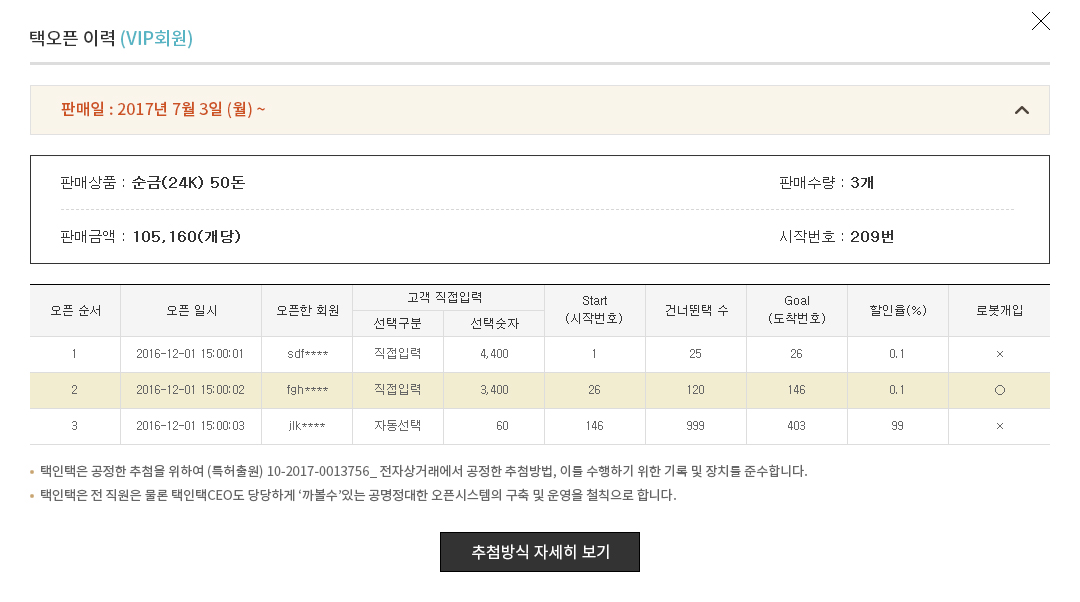 택오픈 이력 (VIP회원)
판매일 : 2017년 7월 3일 (월) ~
판매상품 : 순금(24K) 50돈 판매수량 : 3개
판매금액 : 105,160(개당) 시작번호 : 209번
오픈 순서 오픈 일시 오픈한 회원 고객 직접입력 선택구분 선택숫자 Start (시작번호) 건너뛴택 수 Goal (도착번호) 할인율(%) 로봇개입
1 2016-12-01 15:00:01 sdf**** 직접입력 4,400 1 25 26 0.1 ×
2 2016-12-01 15:00:02 fgh**** 직접입력 3,400 26 120 146 0.1 ○
3 2016-12-01 15:00:03 jlk**** 자동선택 60 146 999 403 99 ×
• 택인택은 공정한 추첨을 위하여 (특허출원) 10-2017-0013756_ 전자상거래에서 공정한 추첨방법, 이를 수행하기 위한 기록 및 장치를 준수합니다.
• 택인택은 전 직원은 물론 택인택CEO도 당당하게 ‘까볼수’있는 공명정대한 오픈시스템의 구축 및 운영을 철칙으로 합니다.
추첨방식 자세히 보기